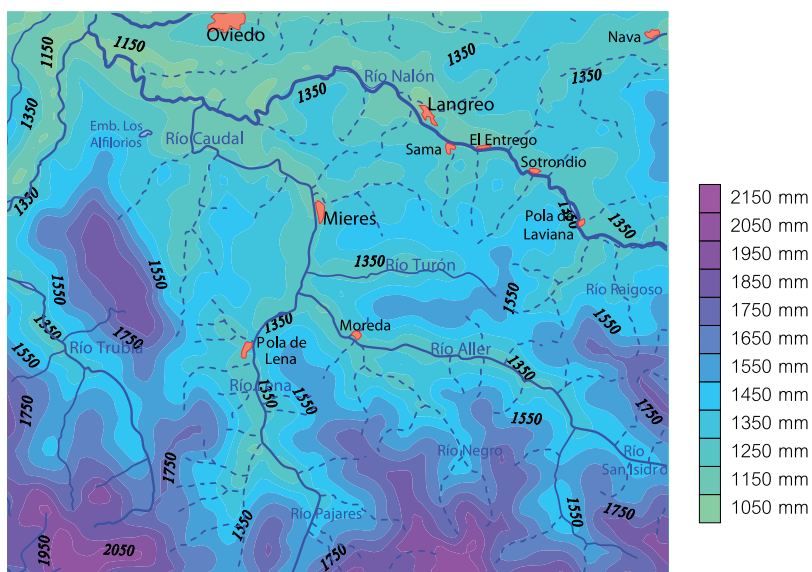 Oviedo
1150
1150
1350
Nava
1350
1350
1350
Río Nalón
Langreo
Emb. Los
Alfilorios
Río Caudal
El Entrego
Sama
Sotrondio
1350
Mieres
1350
Pola de
Laviana
1350
1550
1550
1350
Río Turón
1550
Río Raigoso
1350
1350
Moreda
Pola de
Lena
1750
Río Trubia
1550
Río Aller
1350
1550
Río Lena
1350
1550
1750
1550
1750
1750
Río Negro
Río
San Isidro
Río Pajares
1550
1550
1950
2050
1750
1750
2150 mm
2050 mm
1950 mm
1850 mm
1750 mm
1650 mm
1550 mm
1450 mm
1350 mm
1250 mm
1150 mm
1050 mm